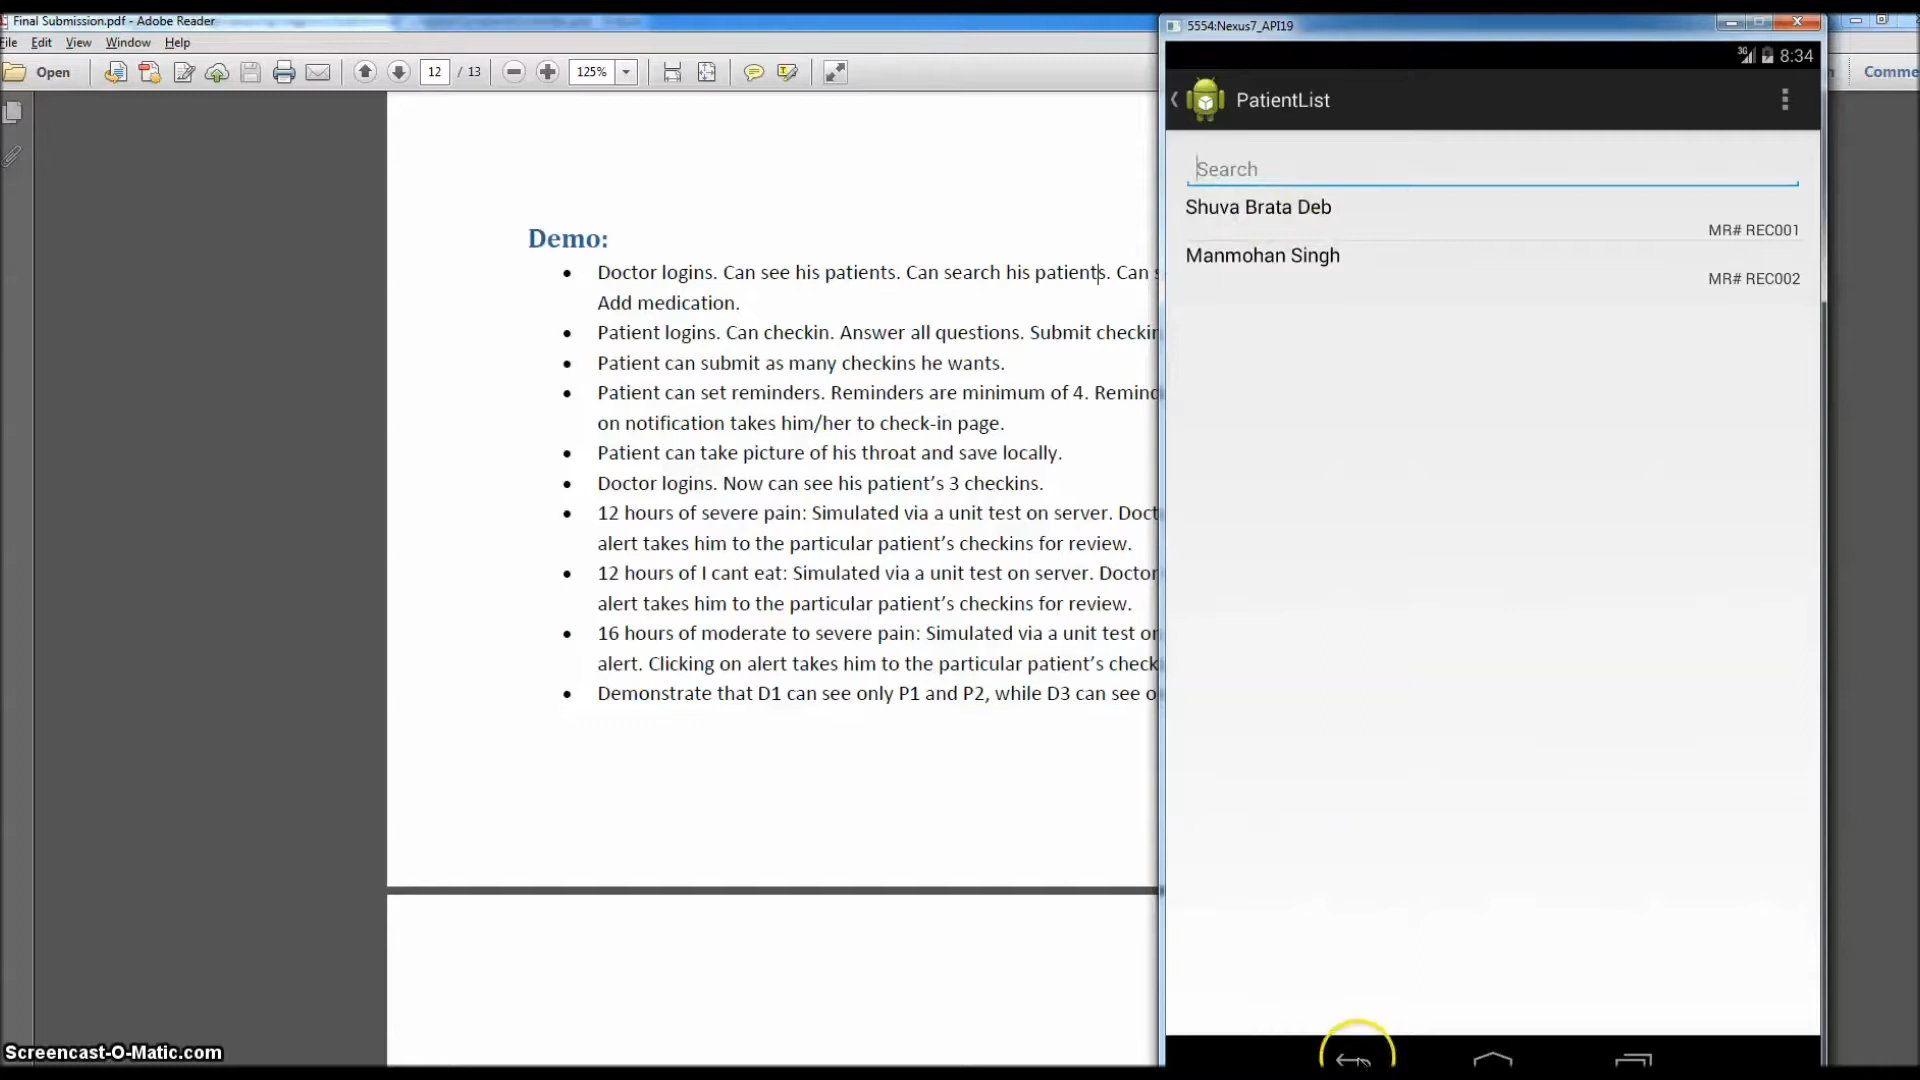 Final Submission.pdf - Adobe Reader
File Edit View Window Help
Open 12 / 13 125% Comme
Demo:
Doctor logins. Can see his patients. Can search his patients. Can s
Add medication.
Patient logins. Can checkin. Answer all questions. Submit checkin
Patient can submit as many checkins he wants.
Patient can set reminders. Reminders are minimum of 4. Remind
on notification takes him/her to check-in page.
Patient can take picture of his throat and save locally.
Doctor logins. Now can see his patient’s 3 checkins.
12 hours of severe pain: Simulated via a unit test on server. Doct
alert takes him to the particular patient’s checkins for review.
12 hours of I cant eat: Simulated via a unit test on server. Doctor
alert takes him to the particular patient’s checkins for review.
16 hours of moderate to severe pain: Simulated via a unit test on
alert. Clicking on alert takes him to the particular patient’s check
Demonstrate that D1 can see only P1 and P2, while D3 can see o
5554:Nexus7_API19
3G 8:34
PatientList
Search
Shuva Brata Deb
MR# REC001
Manmohan Singh
MR# REC002
Screencast-O-Matic.com